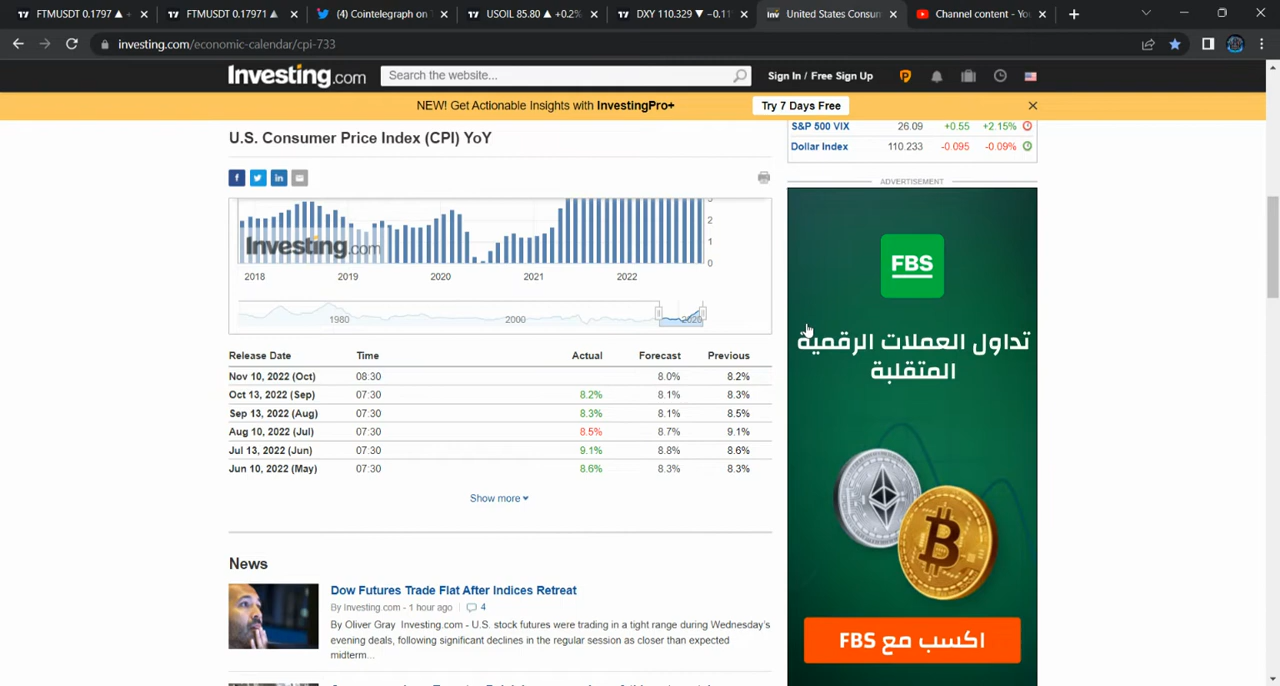 FTMUSDT 0.1797 ▲ +
FTMUSDT 0.17971 ▲
(4) Cointelegraph on
USOIL 85.80 ▲ +0.2%
DXY 110.329 ▼ −0.11
United States Consun
Channel content - Yo
investing.com/economic-calendar/cpi-733
Investing.com
Search the website...
Sign In / Free Sign Up
NEW! Get Actionable Insights with InvestingPro+
Try 7 Days Free
U.S. Consumer Price Index (CPI) YoY
S&P 500 VIX 26.09 +0.55 +2.15%
Dollar Index 110.233 -0.095 -0.09%
ADVERTISEMENT
2
1
0
Investing.com
2018 2019 2020 2021 2022
1980 2000 2020
Release Date Time Actual Forecast Previous
Nov 10, 2022 (Oct) 08:30 8.0% 8.2%
Oct 13, 2022 (Sep) 07:30 8.2% 8.1% 8.3%
Sep 13, 2022 (Aug) 07:30 8.3% 8.1% 8.5%
Aug 10, 2022 (Jul) 07:30 8.5% 8.7% 9.1%
Jul 13, 2022 (Jun) 07:30 9.1% 8.8% 8.6%
Jun 10, 2022 (May) 07:30 8.6% 8.3% 8.3%
Show more
News
Dow Futures Trade Flat After Indices Retreat
By Investing.com - 1 hour ago 4
By Oliver Gray Investing.com - U.S. stock futures were trading in a tight range during Wednesday's
evening deals, following significant declines in the regular session as closer than expected
midterm...
FBS
تداول العملات الرقمية
المتقلبة
اكسب مع FBS